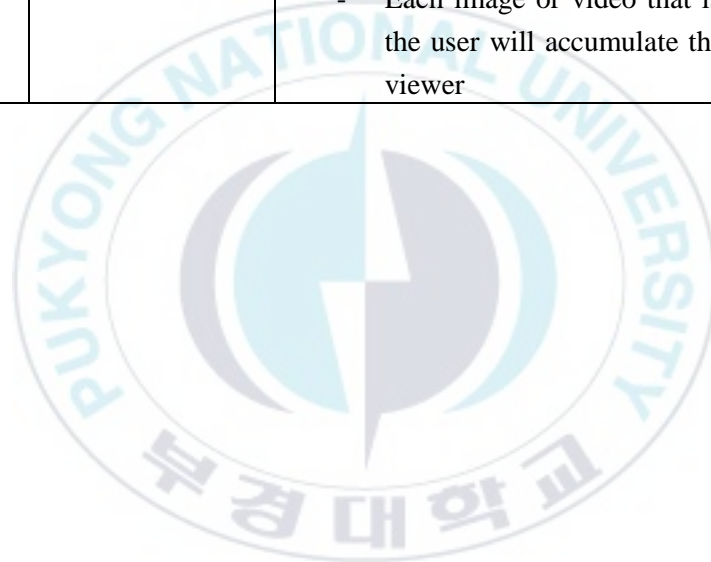 - Each image or video that
the user will accumulate
viewer
PUKYONG NATIONAL UNIVERSITY
부경대학교